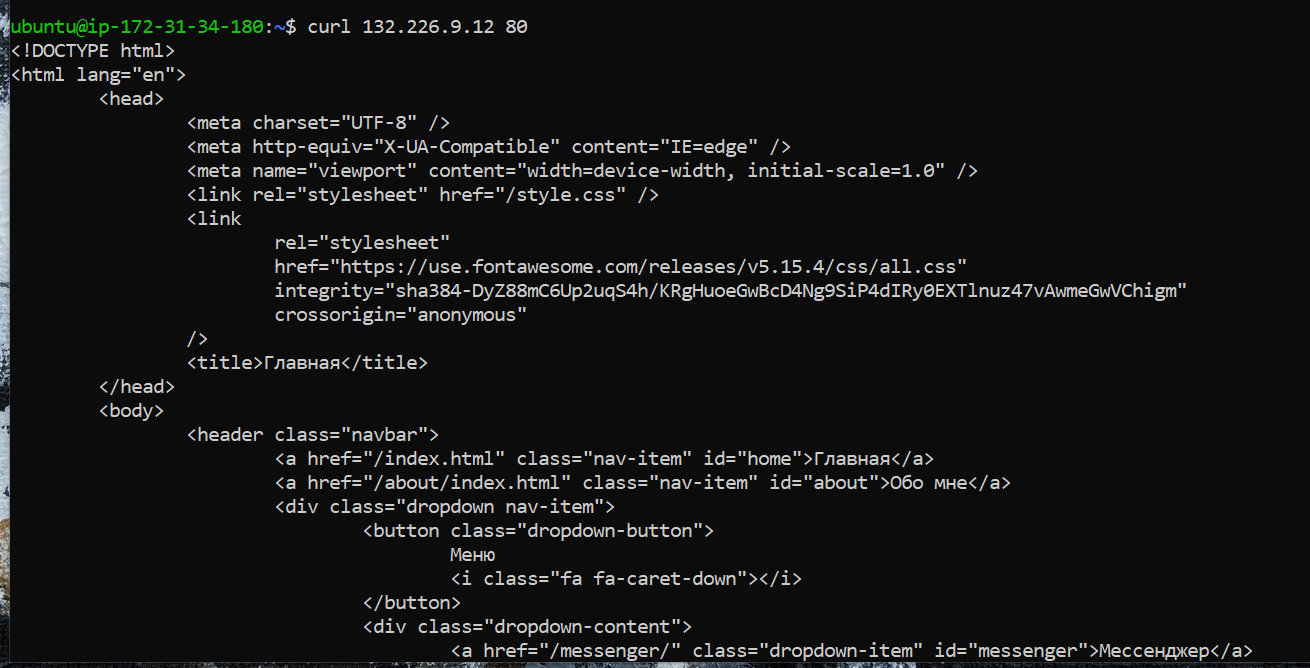 ubuntu@ip-172-31-34-180:~$ curl 132.226.9.12 80
<!DOCTYPE html>
<html lang="en">
<head>
<meta charset="UTF-8" />
<meta http-equiv="X-UA-Compatible" content="IE=edge" />
<meta name="viewport" content="width=device-width, initial-scale=1.0" />
<link rel="stylesheet" href="/style.css" />
<link
rel="stylesheet"
href="https://use.fontawesome.com/releases/v5.15.4/css/all.css"
integrity="sha384-DyZ88mC6Up2uqS4h/KRgHuoeGwBcD4Ng9SiP4dIRy0EXTlnuz47vAwmeGwVChigm"
crossorigin="anonymous"
/>
<title>Главная</title>
</head>
<body>
<header class="navbar">
<a href="/index.html" class="nav-item" id="home">Главная</a>
<a href="/about/index.html" class="nav-item" id="about">Обо мне</a>
<div class="dropdown nav-item">
<button class="dropdown-button">
Меню
<i class="fa fa-caret-down"></i>
</button>
<div class="dropdown-content">
<a href="/messenger/" class="dropdown-item" id="messenger">Мессенджер</a>